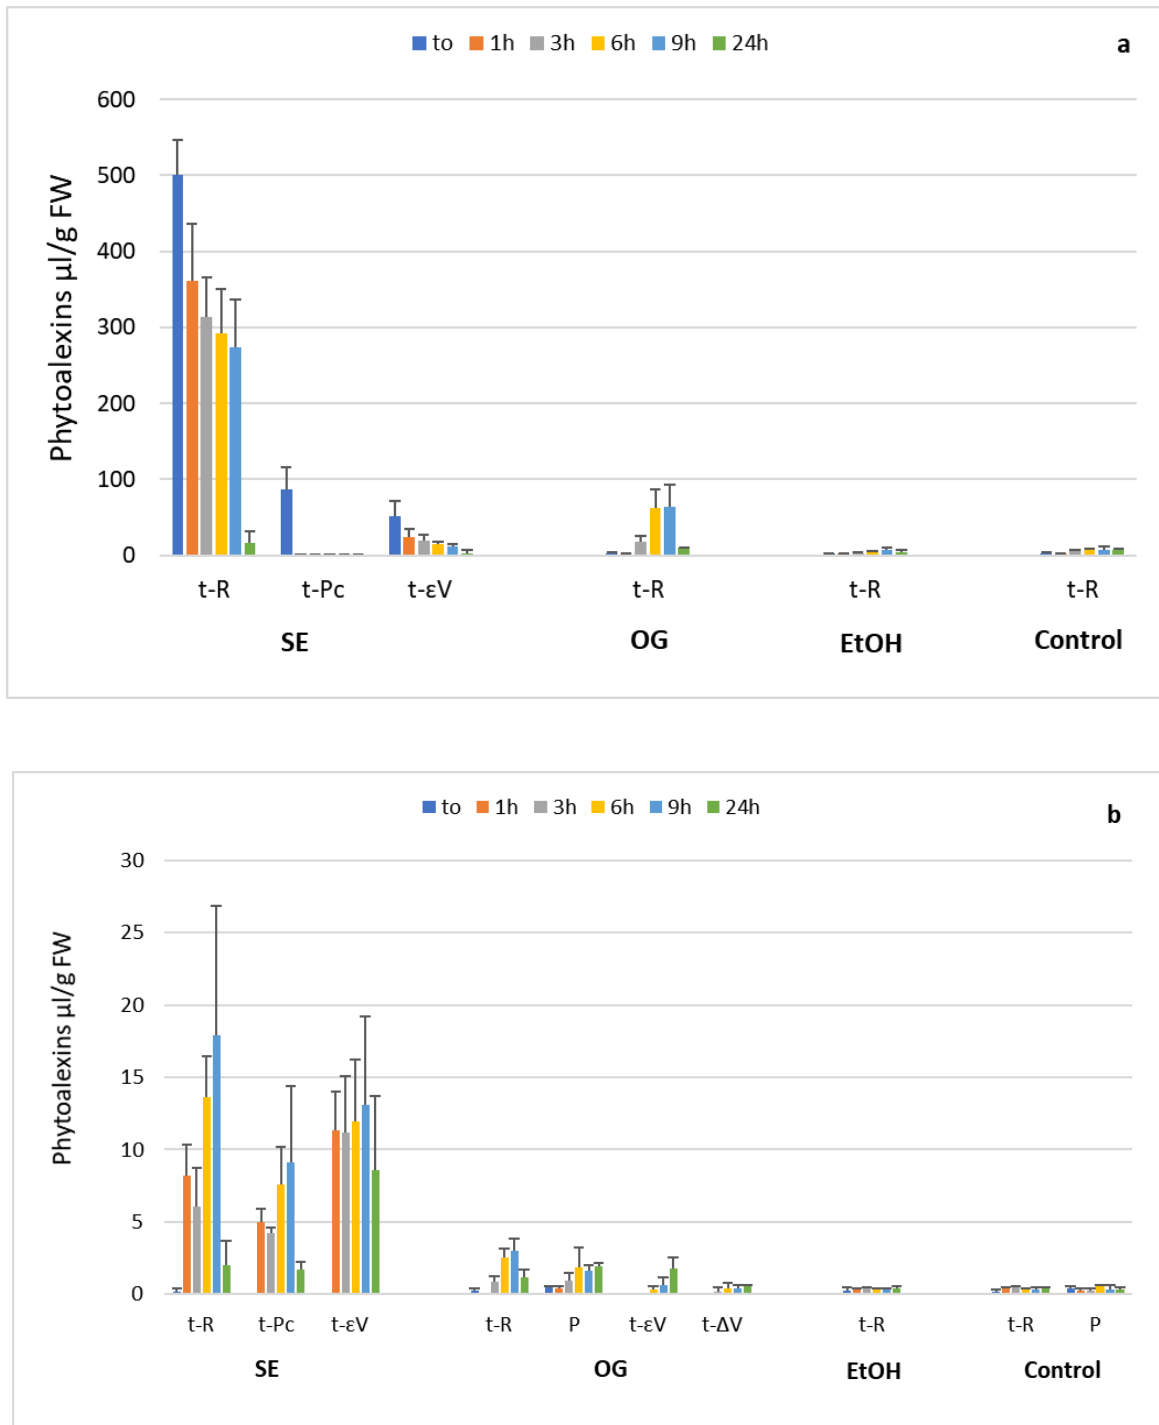 to 1h 3h 6h 9h 24h
a
600
500
400
300
200
100
0
Phytoalexins µl/g FW
t-R t-Pc t-εV t-R t-R t-R
SE OG EtOH Control
to 1h 3h 6h 9h 24h
b
30
25
20
15
10
5
0
Phytoalexins µl/g FW
t-R t-Pc t-εV t-R P t-εV t-ΔV t-R t-R P
SE OG EtOH Control